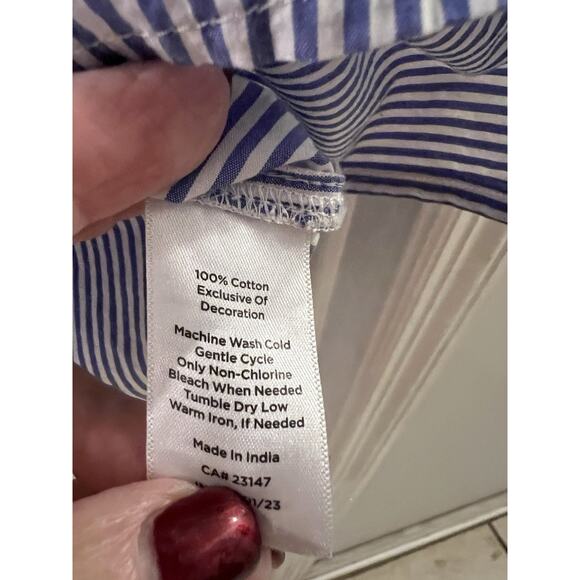 100% Cotton
Exclusive Of
Decoration
Machine Wash Cold
Gentle Cycle
Only Non-Chlorine
Bleach When Needed
Tumble Dry Low
Warm Iron, If Needed
Made in India
CA# 23147
/23